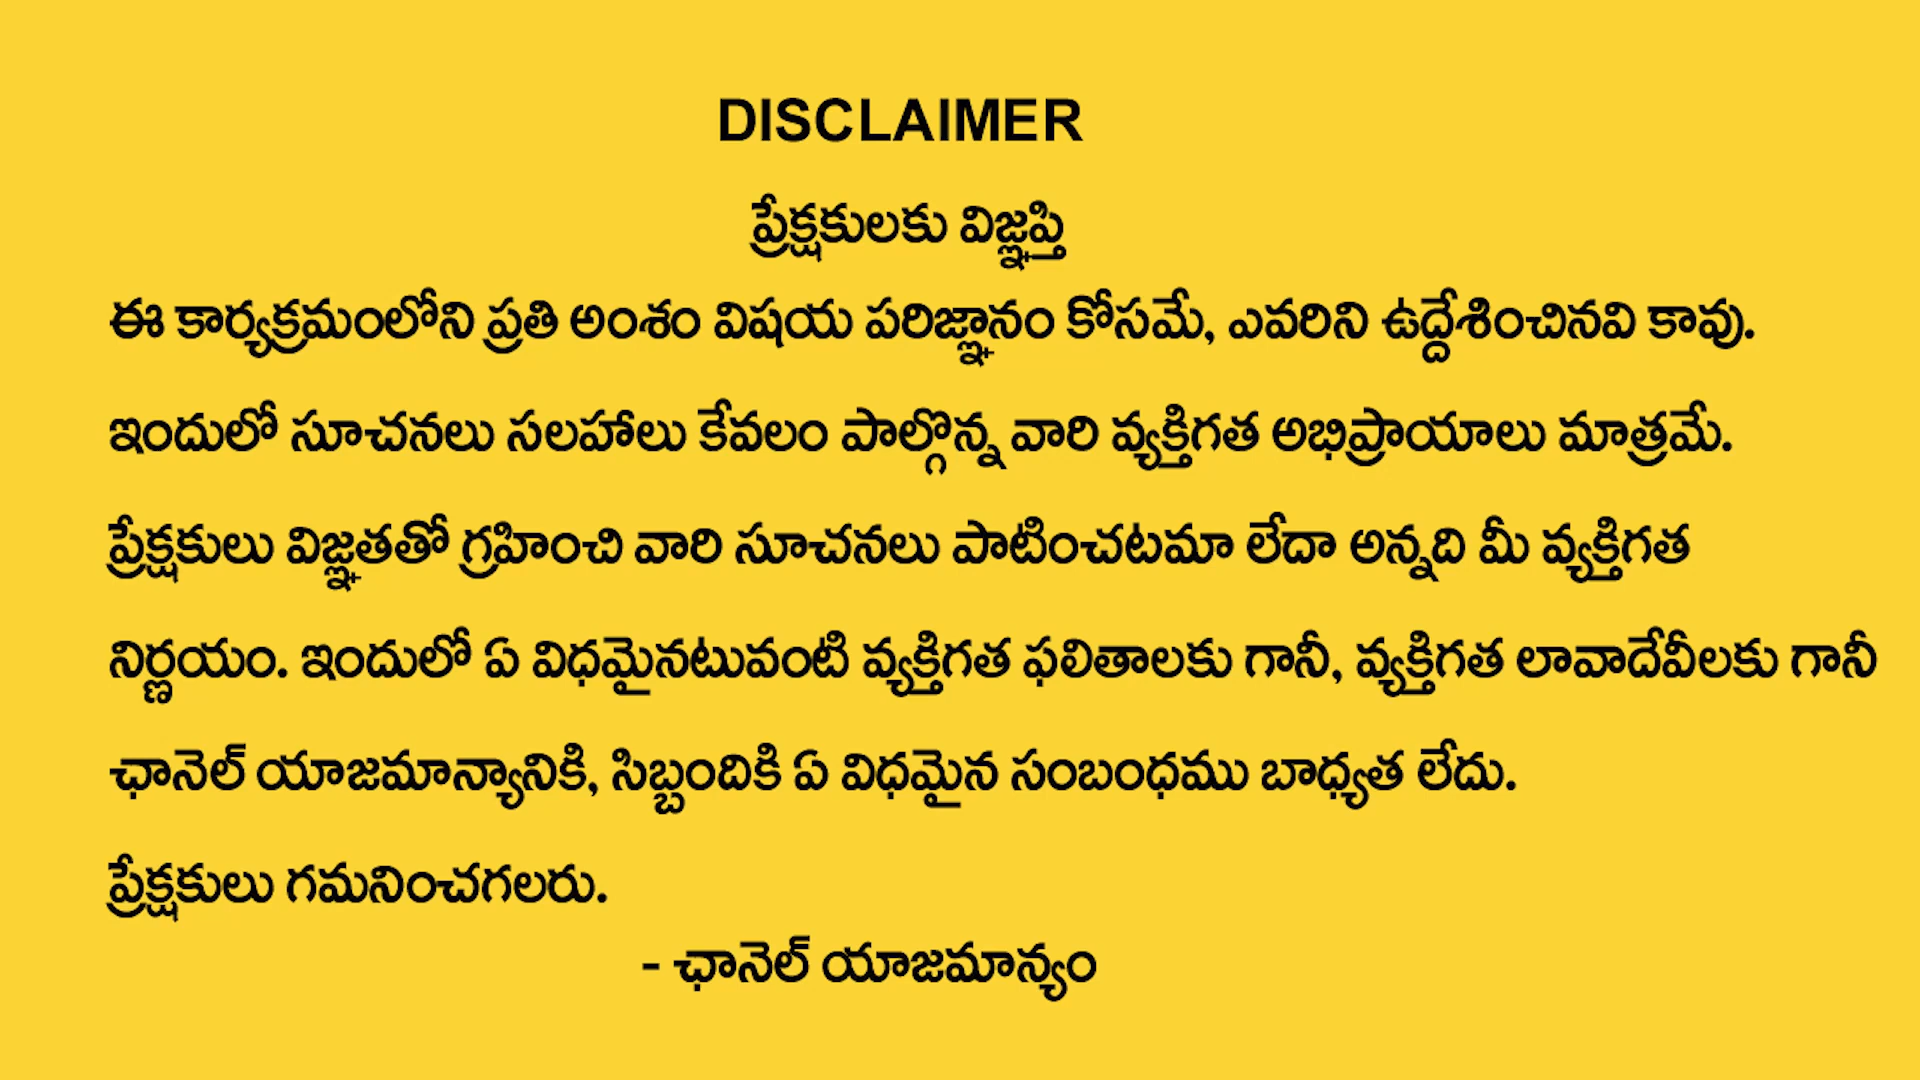 DISCLAIMER
ప్రేక్షకులకు విజ్ఞప్తి
ఈ కార్యక్రమంలోని ప్రతి అంశం విషయ పరిజ్ఞానం కోసమే, ఎవరిని ఉద్దేశించినవి కావు.
ఇందులో సూచనలు సలహాలు కేవలం పాల్గొన్న వారి వ్యక్తిగత అభిప్రాయాలు మాత్రమే.
ప్రేక్షకులు విజ్ఞతతో గ్రహించి వారి సూచనలు పాటించటమా లేదా అన్నది మీ వ్యక్తిగత
నిర్ణయం. ఇందులో ఏ విధమైనటువంటి వ్యక్తిగత ఫలితాలకు గానీ, వ్యక్తిగత లావాదేవీలకు గానీ
ఛానెల్ యాజమాన్యానికి, సిబ్బందికి ఏ విధమైన సంబంధము బాధ్యత లేదు.
ప్రేక్షకులు గమనించగలరు.
- ఛానెల్ యాజమాన్యం